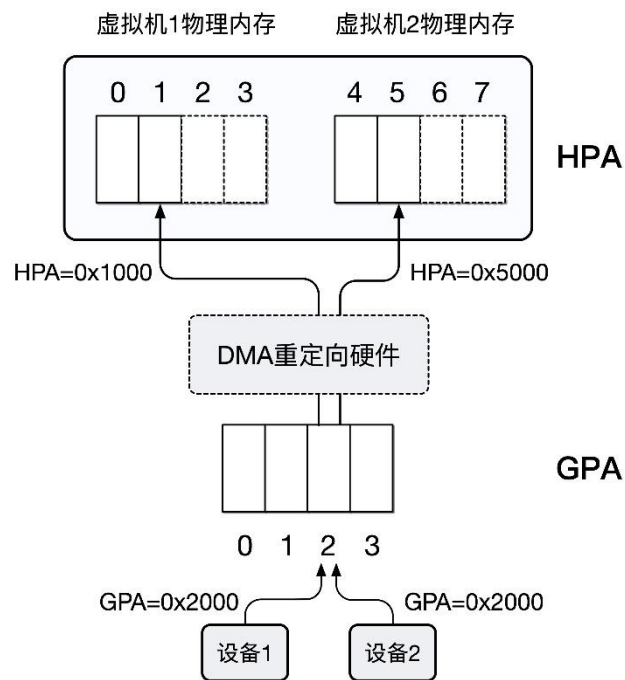 虚拟机1物理内存 虚拟机2物理内存
0 1 2 3 4 5 6 7
HPA
HPA=0x1000 HPA=0x5000
DMA重定向硬件
GPA
0 1 2 3
GPA=0x2000 GPA=0x2000
设备1 设备2